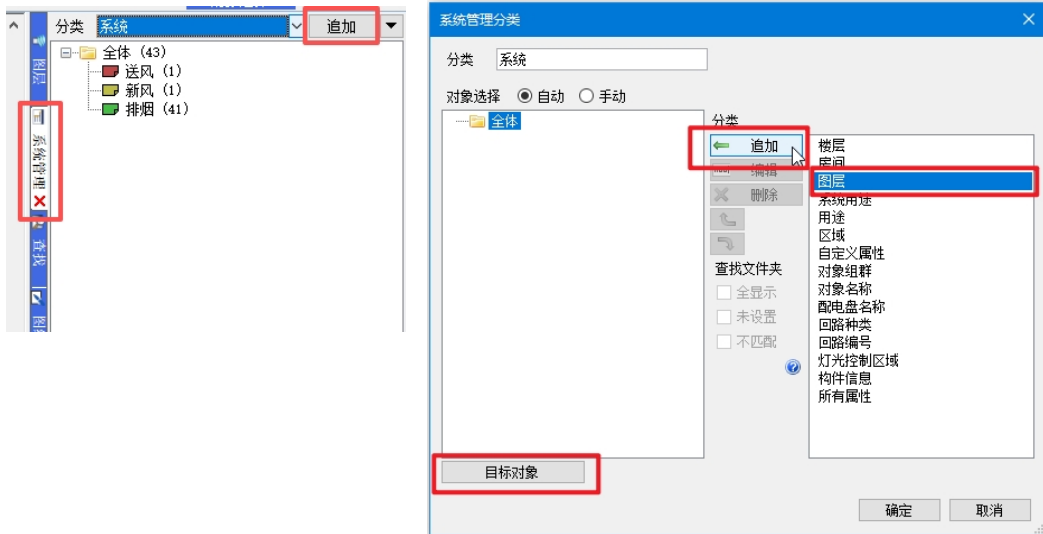 分类 系统 追加
全体 (43)
送风 (1)
新风 (1)
排烟 (41)
图层
系统管理
查找
系统管理分类
分类 系统
对象选择 自动 手动
全体
分类
追加
编辑
删除
查找文件夹
全显示
未设置
不匹配
楼层
房间
图层
系统用途
用途
区域
自定义属性
对象组群
对象名称
配电盘名称
回路种类
回路编号
灯光控制区域
构件信息
所有属性
目标对象
确定 取消